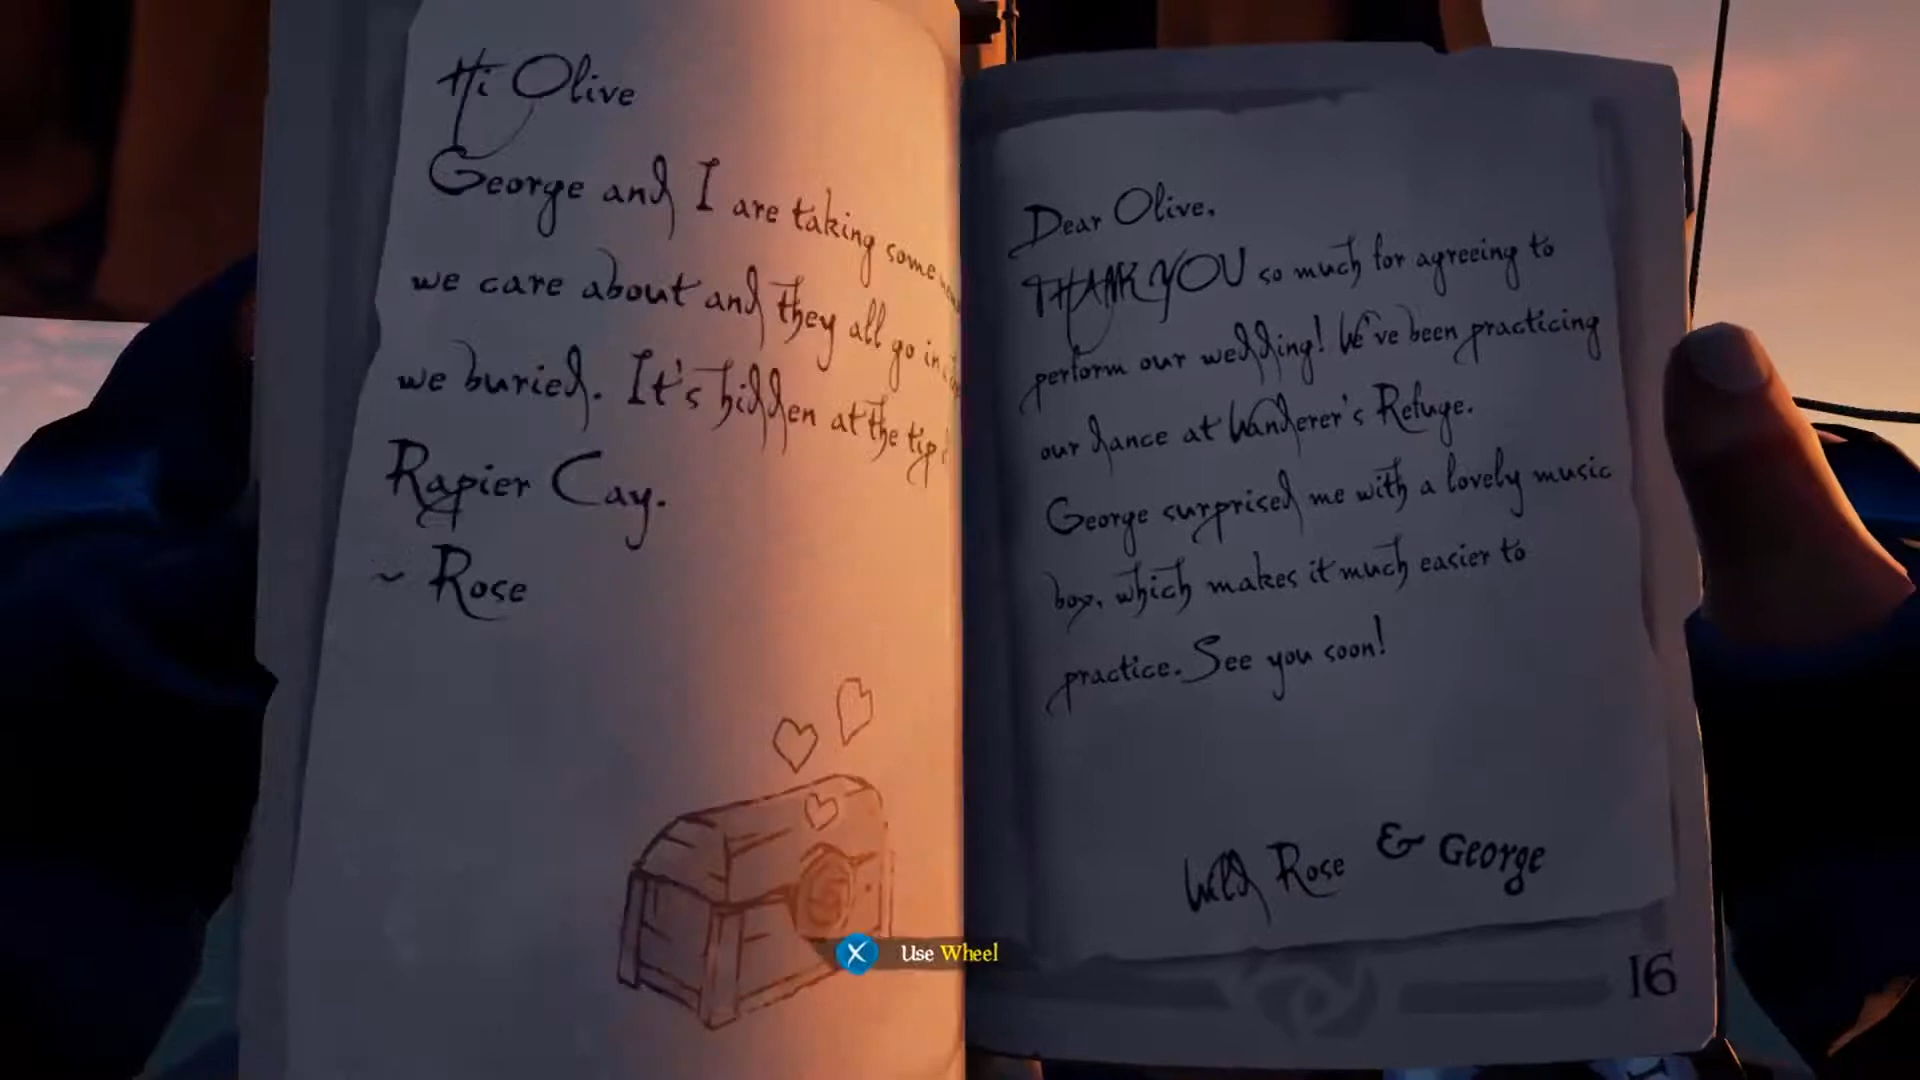 Hi Olive
George and I are taking some
we care about and they all go in
we buried. It's hidden at the tip
Rapier Cay.
~ Rose
Dear Olive,
THANK YOU so much for agreeing to
perform our wedding! We've been practicing
our dance at Wanderer's Refuge.
George surprised me with a lovely music
box, which makes it much easier to
practice. See you soon!
Wild Rose & George
16
X Use Wheel